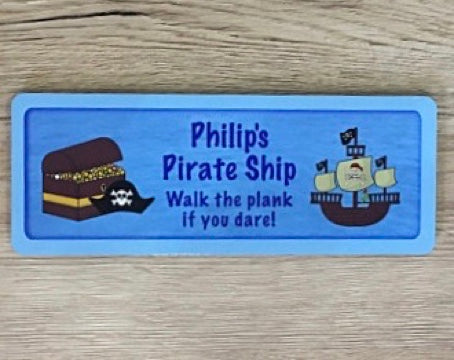 Philip's
Pirate Ship
Walk the plank
if you dare!